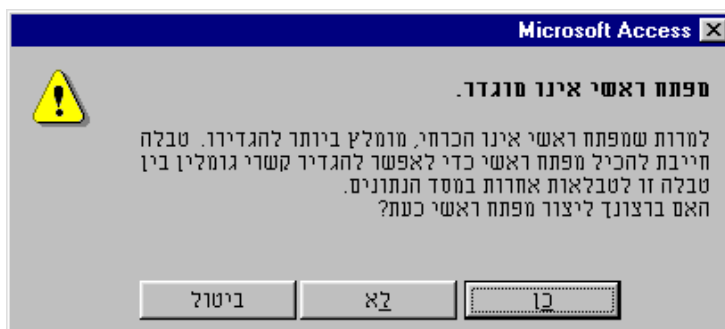 Microsoft Access
מפתח ראשי אינו מוגדר.
למרות שמפתח ראשי אינו הכרחי, מומלץ ביותר להגדירו. טבלה
חייבת להכיל מפתח ראשי כדי לאפשר להגדיר קשרי גומלין בין
טבלה זו לטבלאות אחרות במסד הנתונים.
האם ברצונך ליצור מפתח ראשי כעת?
כן
לא
ביטול